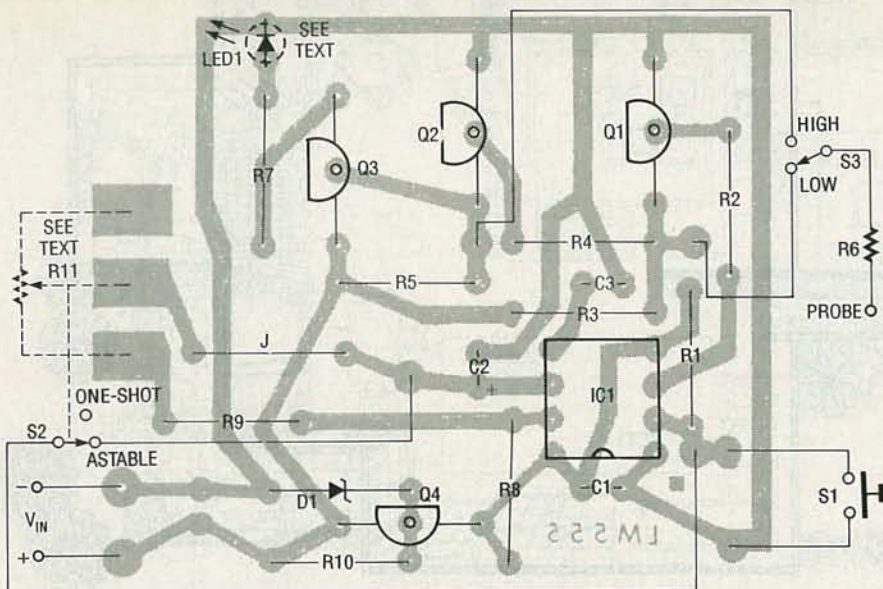 SEE
TEXT
LED1
Q2
Q1
HIGH
S3
LOW
Q3
R7
R2
SEE
TEXT
R11
R4
R6
R5
C3
R3
PROBE
J
C2
+
R1
IC1
ONE-SHOT
S2
R9
ASTABLE
-
D1
Q4
R8
C1
S1
VIN
LM555
+
R10